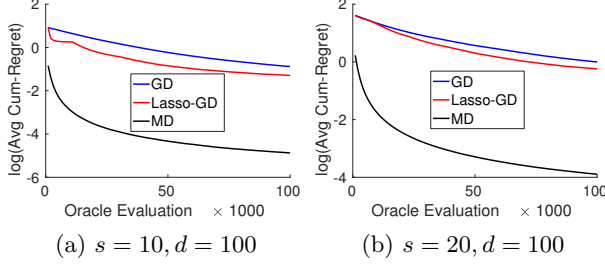 log(Avg Cum-Regret)
2
0
-2
-4
-6
GD
Lasso-GD
MD
0
50
100
Oracle Evaluation × 1000
(a) s = 10, d = 100
log(Avg Cum-Regret)
2
0
-2
-4
GD
Lasso-GD
MD
0
50
100
Oracle Evaluation × 1000
(b) s = 20, d = 100